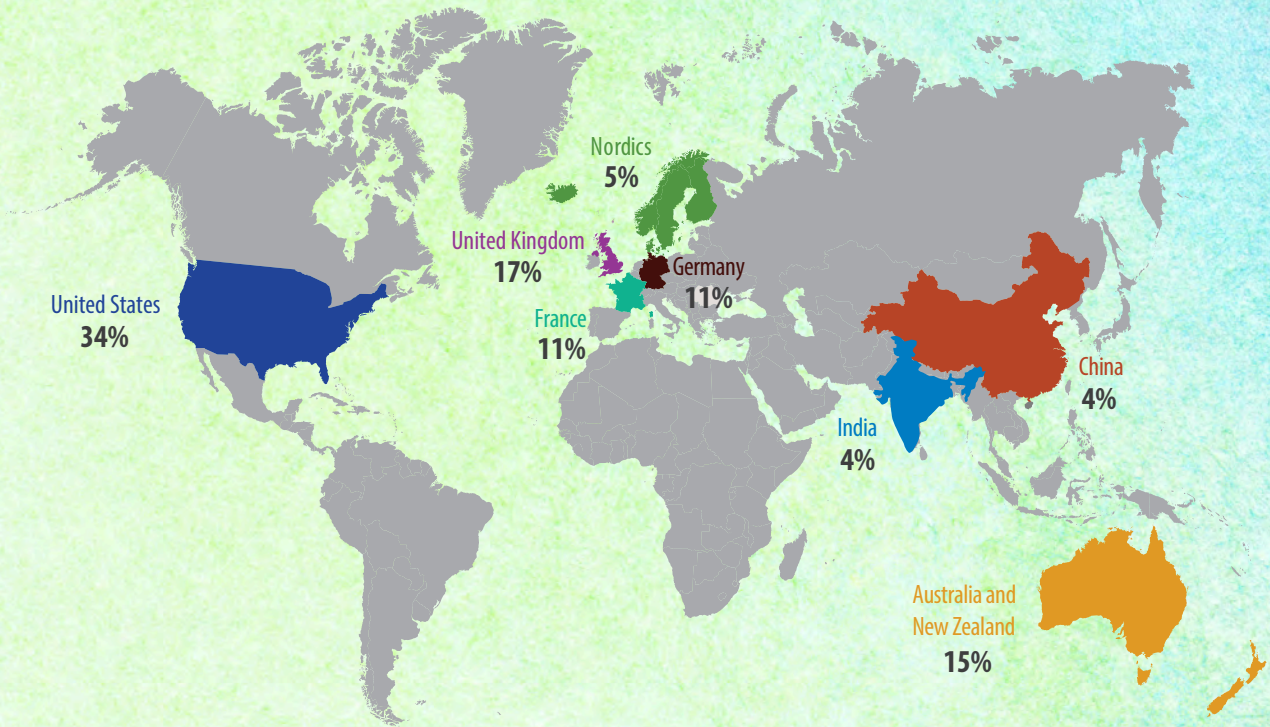 Nordics
5%
United Kingdom
17%
Germany
11%
United States
34%
France
11%
China
4%
India
4%
Australia and
New Zealand
15%